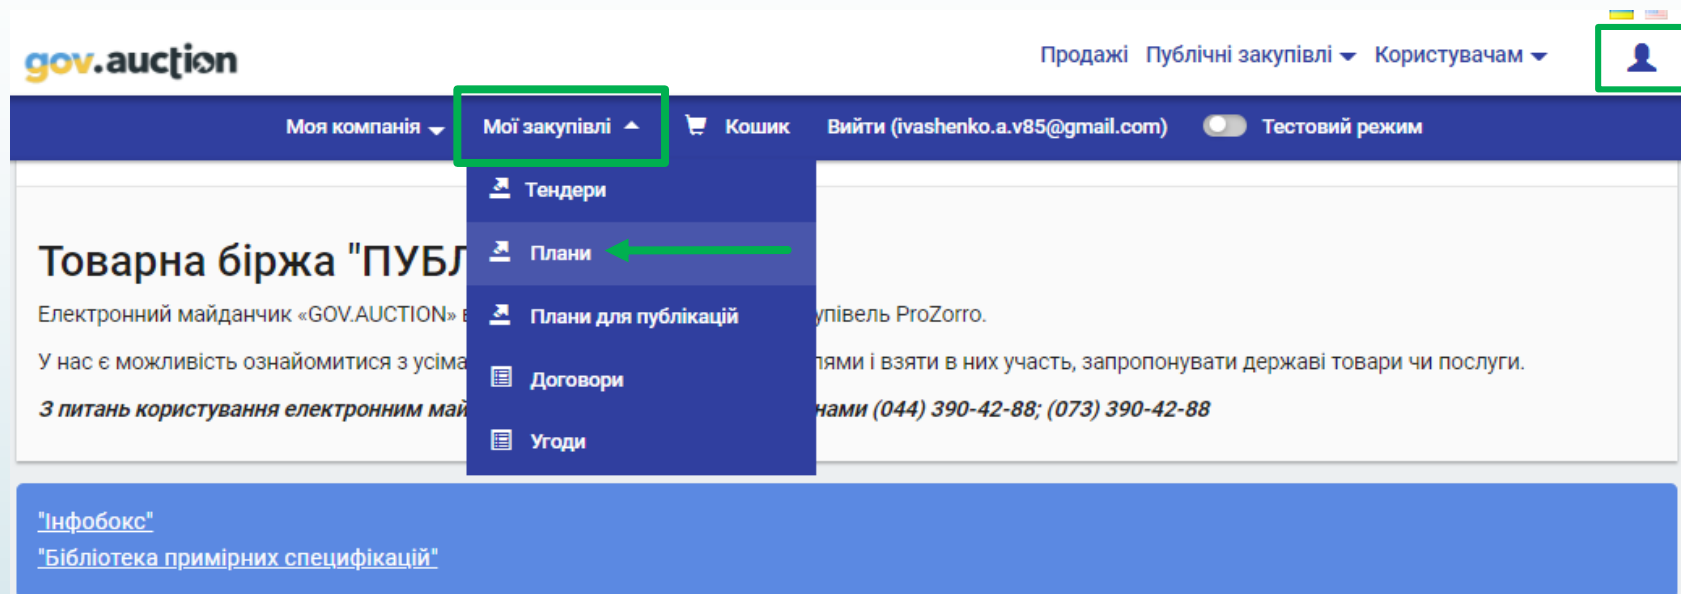 gov.auction
Продажі Публічні закупівлі Користувачам
Моя компанія Мої закупівлі Кошик Вийти (ivashenko.a.v85@gmail.com) Тестовий режим
Тендери
Плани
Плани для публікацій
Договори
Угоди
Товарна біржа "ПУБЛ
Електронний майданчик «GOV.AUCTION» упівель ProZorro.
У нас є можливість ознайомитися з усіма лями і взяти в них участь, запропонувати державі товари чи послуги.
З питань користування електронним май нами (044) 390-42-88; (073) 390-42-88
"Інфобокс"
"Бібліотека примірних специфікацій"